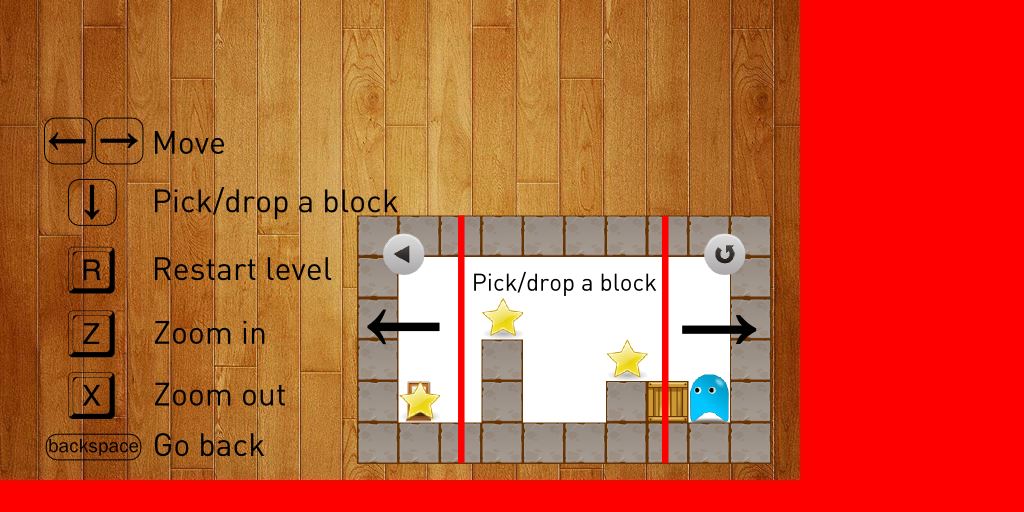 Move
Pick/drop a block
R Restart level
Pick/drop a block
Z Zoom in
X Zoom out
backspace Go back